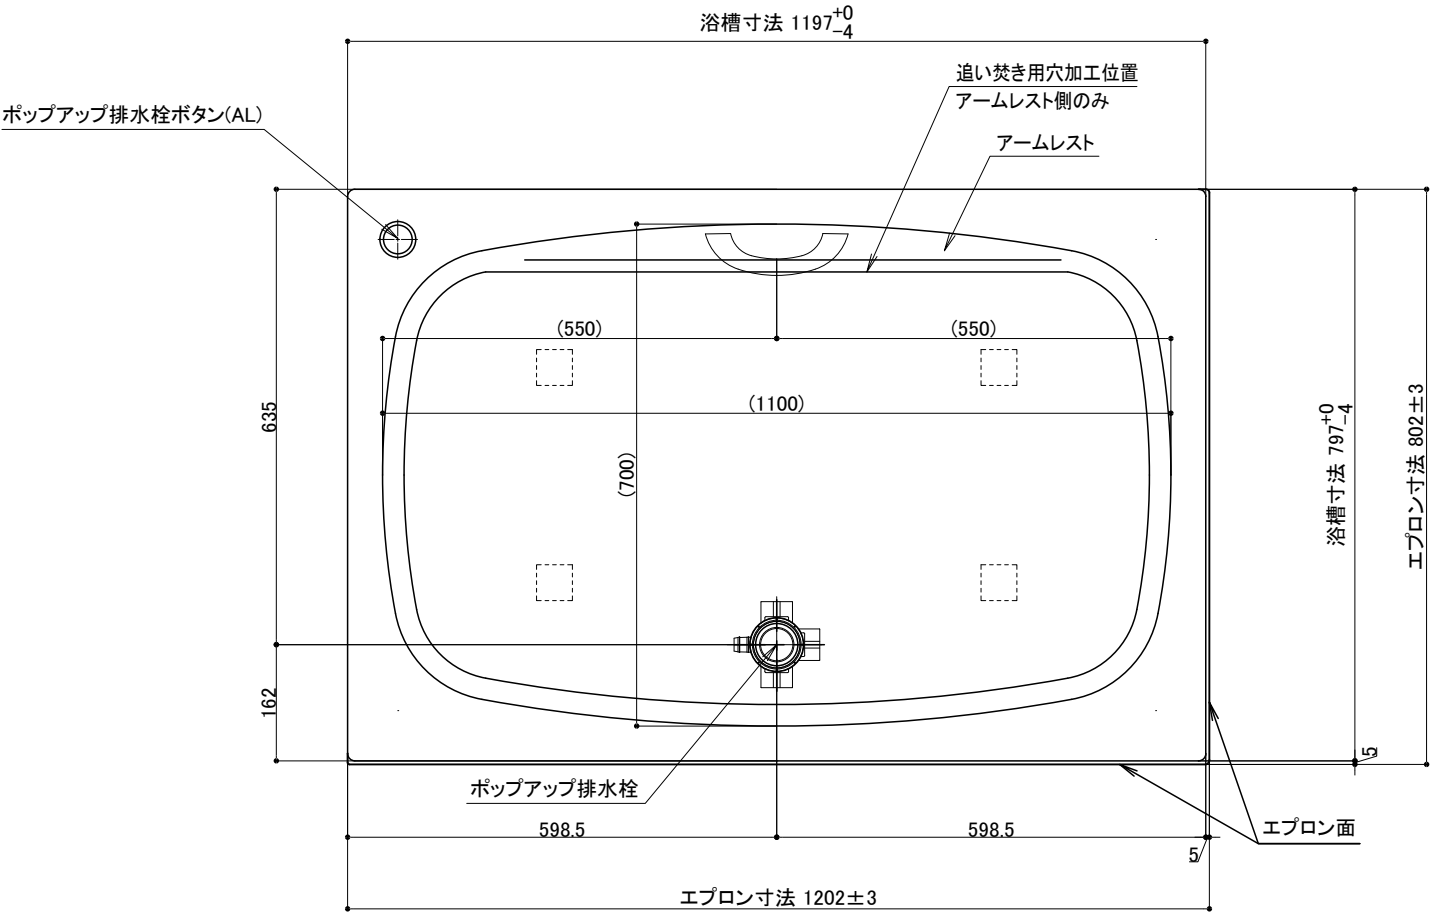 浴槽寸法 1197+0-4
追い焚き用穴加工位置
アームレスト側のみ
ポップアップ排水栓ボタン(AL)
アームレスト
(550)
(550)
(1100)
635
(700)
浴槽寸法 797+0-4
エプロン寸法 802±3
162
5
ポップアップ排水栓
598.5
598.5
エプロン面
5
エプロン寸法 1202±3